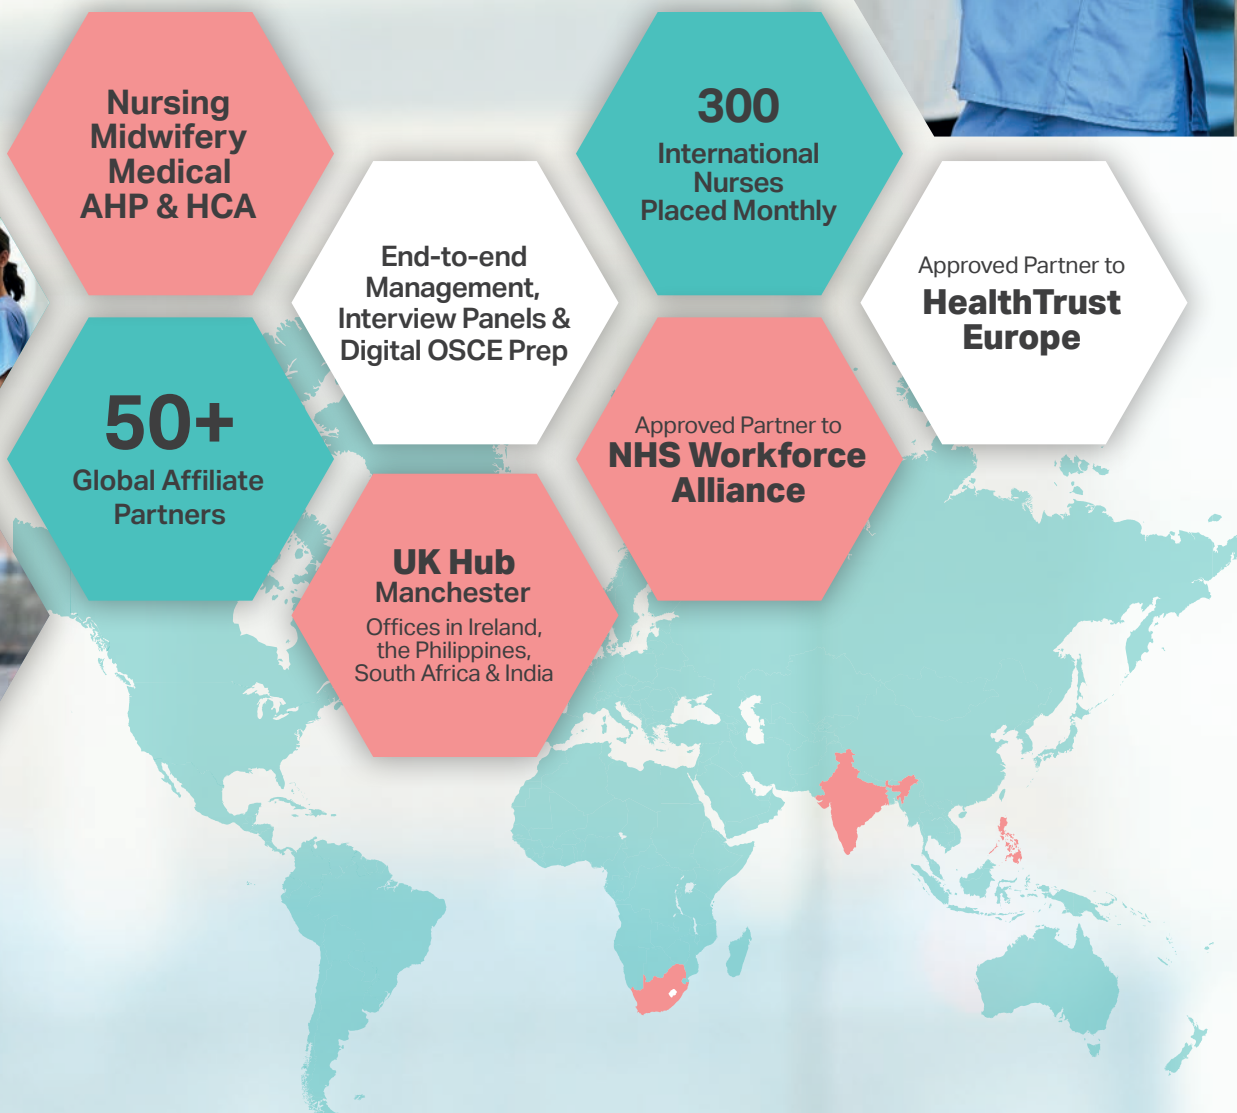 Nursing
Midwifery
Medical
AHP & HCA
300
International
Nurses
Placed Monthly
End-to-end
Management,
Interview Panels &
Digital OSCE Prep
Approved Partner to
HealthTrust
Europe
50+
Global Affiliate
Partners
Approved Partner to
NHS Workforce
Alliance
UK Hub
Manchester
Offices in Ireland,
the Philippines,
South Africa & India